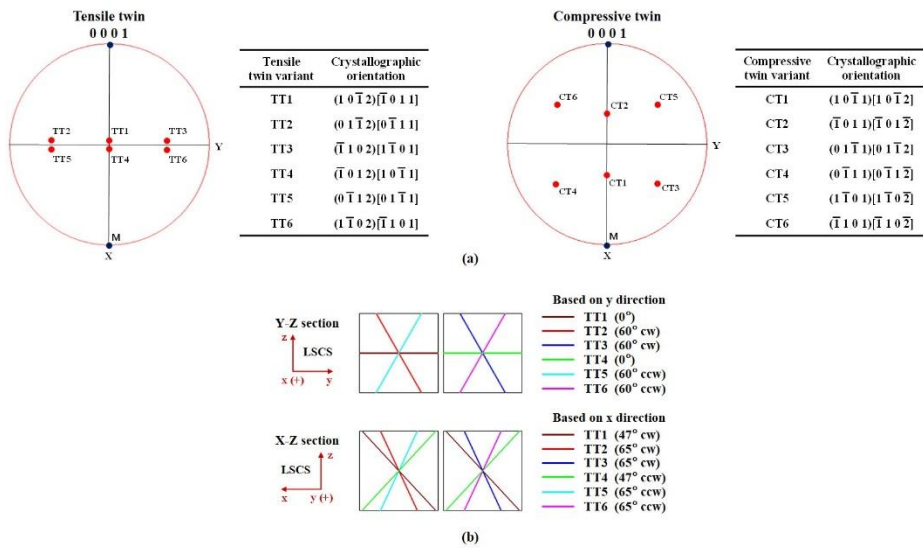 Tensile twin
0 0 0 1
TT2
TT1
TT3
Y
TT5
TT4
TT6
M
X
Tensile twin variant
Crystallographic orientation
TT1 (1 0 1̄ 2)[1̄ 0 1 1]
TT2 (0 1 1̄ 2)[0 1̄ 1 1]
TT3 (1̄ 1 0 2)[1 1̄ 0 1]
TT4 (1̄ 0 1 2)[1 0 1̄ 1]
TT5 (0 1̄ 1 2)[0 1 1̄ 1]
TT6 (1 1̄ 0 2)[1̄ 1 0 1]
Compressive twin
0 0 0 1
CT6
CT2
CT5
Y
CT4
CT1
CT3
M
X
Compressive twin variant
Crystallographic orientation
CT1 (1 0 1̄ 1)[1 0 1̄ 2̄]
CT2 (1̄ 0 1 1)[1̄ 0 1 2̄]
CT3 (0 1 1̄ 1)[0 1 1̄ 2̄]
CT4 (0 1̄ 1 1)[0 1̄ 1 2̄]
CT5 (1 1̄ 0 1)[1 1̄ 0 2̄]
CT6 (1̄ 1 0 1)[1̄ 1 0 2̄]
(a)
Y-Z section
z
LSCS
x (+)
y
Based on y direction
TT1 (0°)
TT2 (60° cw)
TT3 (60° cw)
TT4 (0°)
TT5 (60° ccw)
TT6 (60° ccw)
X-Z section
z
LSCS
x
y (+)
Based on x direction
TT1 (47° cw)
TT2 (65° cw)
TT3 (65° cw)
TT4 (47° ccw)
TT5 (65° ccw)
TT6 (65° ccw)
(b)